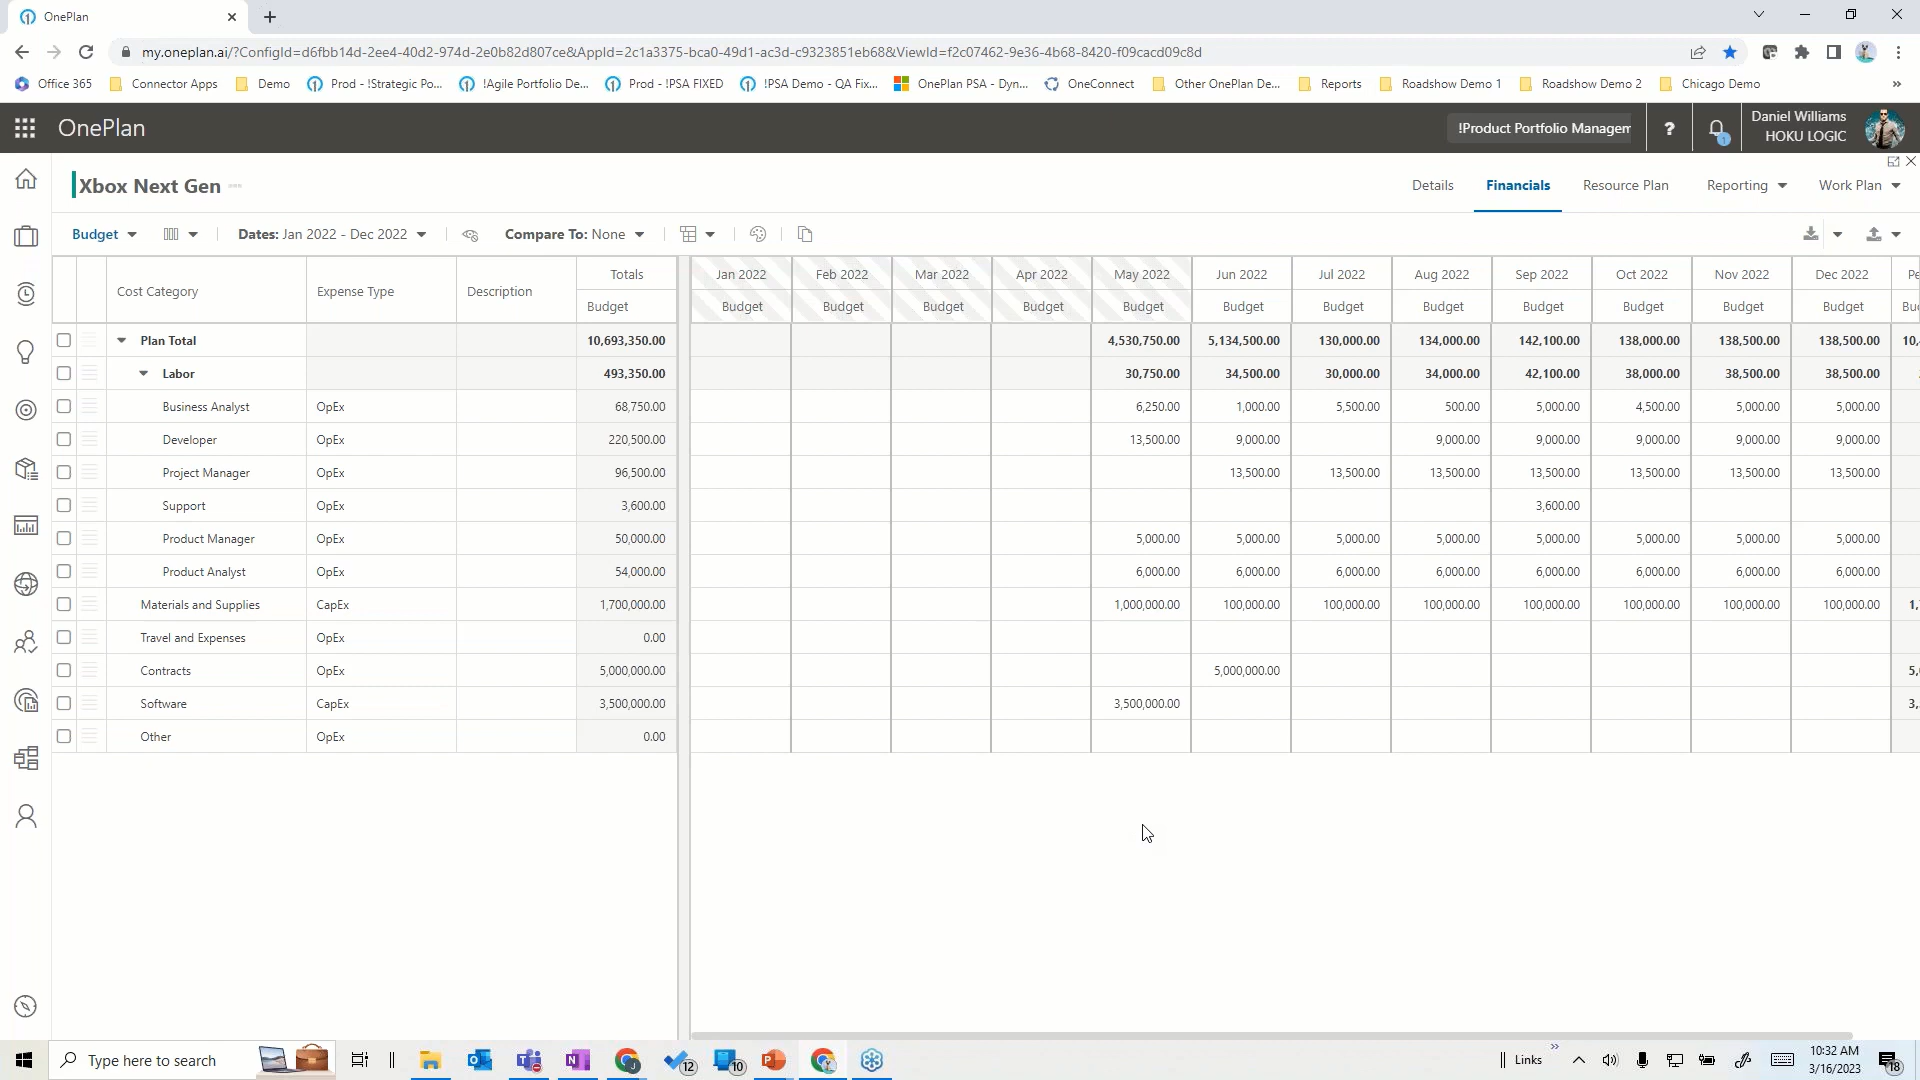 OnePlan
my.oneplan.ai/?ConfigId=d6fbb14d-2ee4-40d2-974d-2e0b82d807ce&AppId=2c1a3375-bca0-49d1-ac3d-c9323851eb68&ViewId=f2c07462-9e36-4b68-8420-f09cacd09c8d
Office 365 Connector Apps Demo Prod - !Strategic Po... !Agile Portfolio De... Prod - !PSA FIXED !PSA Demo - QA Fix... OnePlan PSA - Dyn... OneConnect Other OnePlan De... Reports Roadshow Demo 1 Roadshow Demo 2 Chicago Demo »
OnePlan !Product Portfolio Managem ? 1 Daniel Williams
HOKU LOGIC
Xbox Next Gen Details Financials Resource Plan Reporting Work Plan
Budget Dates: Jan 2022 - Dec 2022 Compare To: None
Cost Category Expense Type Description Totals Jan 2022 Feb 2022 Mar 2022 Apr 2022 May 2022 Jun 2022 Jul 2022 Aug 2022 Sep 2022 Oct 2022 Nov 2022 Dec 2022 Pe
Budget Budget Budget Budget Budget Budget Budget Budget Budget Budget Budget Budget Budget Bu
Plan Total 10,693,350.00 4,530,750.00 5,134,500.00 130,000.00 134,000.00 142,100.00 138,000.00 138,500.00 138,500.00 10,
Labor 493,350.00 30,750.00 34,500.00 30,000.00 34,000.00 42,100.00 38,000.00 38,500.00 38,500.00
Business Analyst OpEx 68,750.00 6,250.00 1,000.00 5,500.00 500.00 5,000.00 4,500.00 5,000.00 5,000.00
Developer OpEx 220,500.00 13,500.00 9,000.00 9,000.00 9,000.00 9,000.00 9,000.00 9,000.00
Project Manager OpEx 96,500.00 13,500.00 13,500.00 13,500.00 13,500.00 13,500.00 13,500.00 13,500.00
Support OpEx 3,600.00 3,600.00
Product Manager OpEx 50,000.00 5,000.00 5,000.00 5,000.00 5,000.00 5,000.00 5,000.00 5,000.00 5,000.00
Product Analyst OpEx 54,000.00 6,000.00 6,000.00 6,000.00 6,000.00 6,000.00 6,000.00 6,000.00 6,000.00
Materials and Supplies CapEx 1,700,000.00 1,000,000.00 100,000.00 100,000.00 100,000.00 100,000.00 100,000.00 100,000.00 100,000.00 1,
Travel and Expenses OpEx 0.00
Contracts OpEx 5,000,000.00 5,000,000.00 5,
Software CapEx 3,500,000.00 3,500,000.00 3,
Other OpEx 0.00
Type here to search 12 10 Links » 10:32 AM
3/16/2023 18